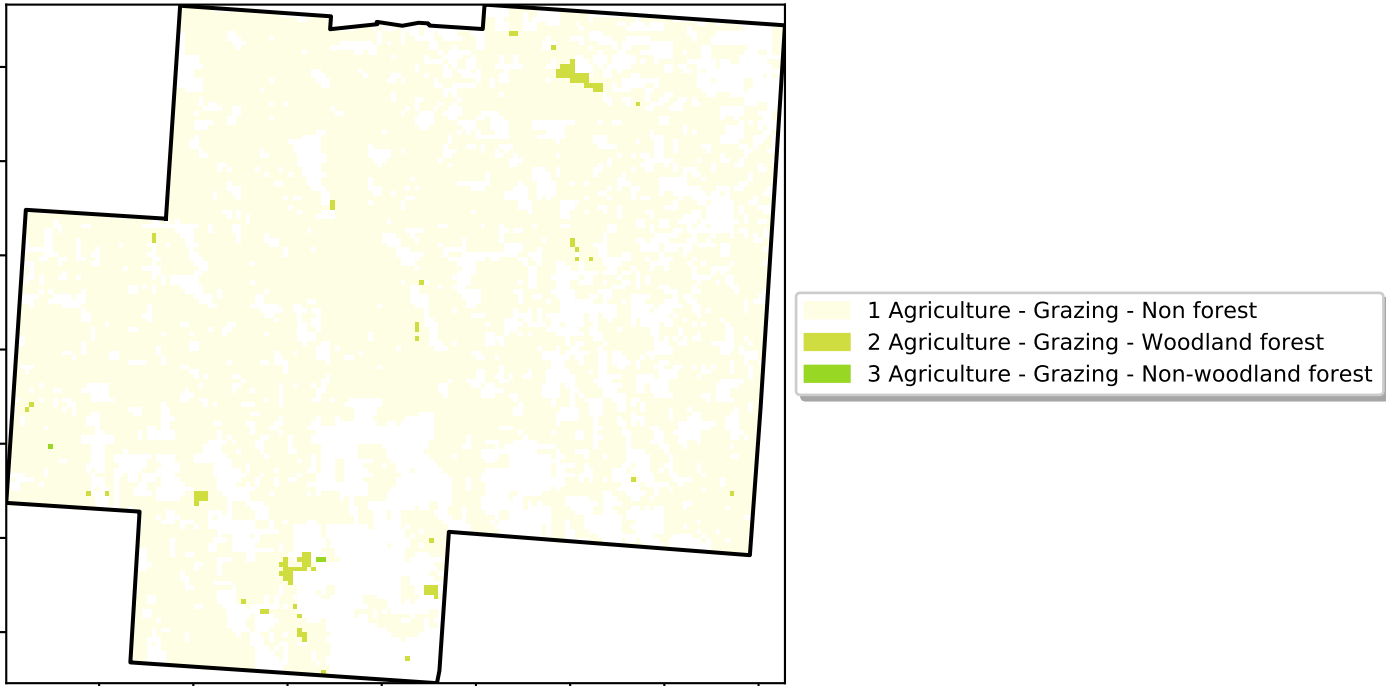 1 Agriculture - Grazing - Non forest
2 Agriculture - Grazing - Woodland forest
3 Agriculture - Grazing - Non-woodland forest